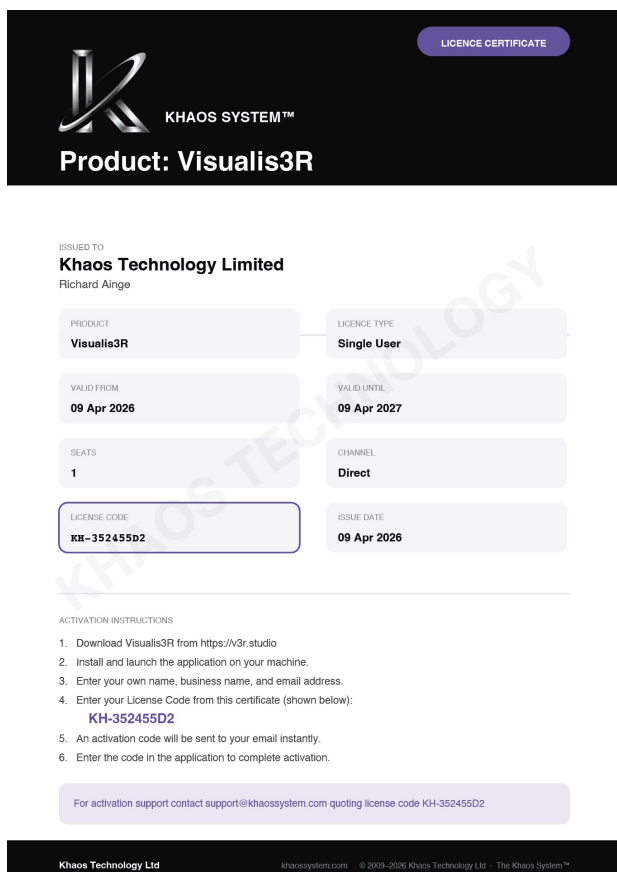 LICENCE CERTIFICATE
KHAOS SYSTEM™
Product: Visualis3R
ISSUED TO
Khaos Technology Limited
Richard Ainge
PRODUCT
Visualis3R
LICENCE TYPE
Single User
VALID FROM
09 Apr 2026
VALID UNTIL
09 Apr 2027
SEATS
1
CHANNEL
Direct
LICENSE CODE
KH-352455D2
ISSUE DATE
09 Apr 2026
KHAOS TECHNOLOGY
ACTIVATION INSTRUCTIONS
1. Download Visualis3R from https://v3r.studio
2. Install and launch the application on your machine.
3. Enter your own name, business name, and email address.
4. Enter your License Code from this certificate (shown below):
KH-352455D2
5. An activation code will be sent to your email instantly.
6. Enter the code in the application to complete activation.
For activation support contact support@khaossystem.com quoting license code KH-352455D2
Khaos Technology Ltd
khaossystem.com © 2009–2026 Khaos Technology Ltd · The Khaos System™